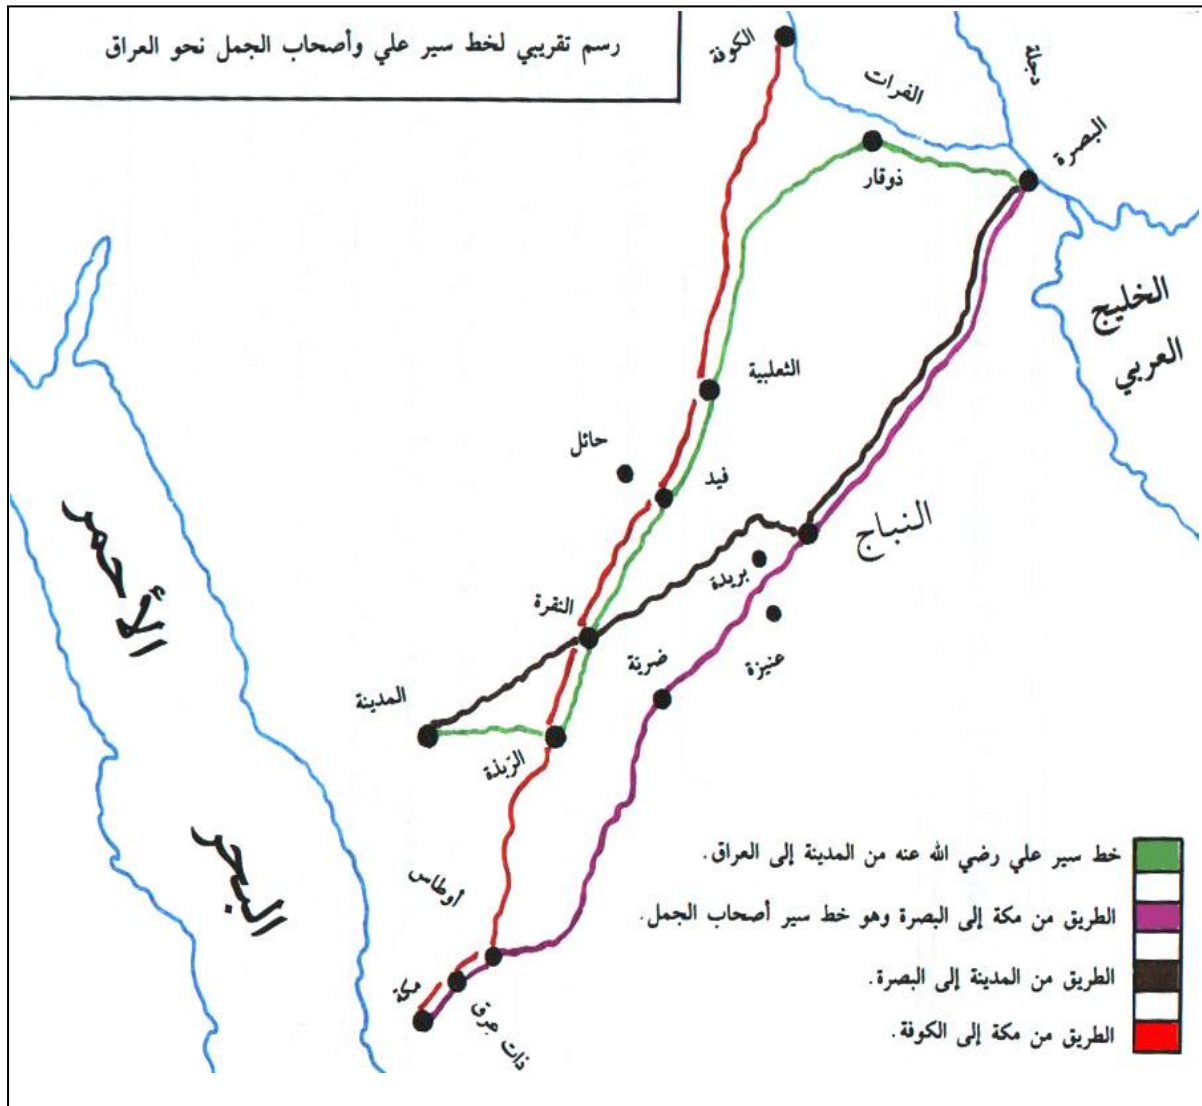 رسم تقريبي لخط سير علي وأصحاب الجمل نحو العراق
الكوفة
دجلة
الفرات
البصرة
ذوقار
الخليج
العربي
الثعلبية
حائل
فيد
النباج
بريدة
النقرة
عنيزة
ضريّة
المدينة
الرّبذة
البحر
الأحمر
أوطاس
مكة
ذات عرق
خط سير علي رضي الله عنه من المدينة إلى العراق.
الطريق من مكة إلى البصرة وهو خط سير أصحاب الجمل.
الطريق من المدينة إلى البصرة.
الطريق من مكة إلى الكوفة.